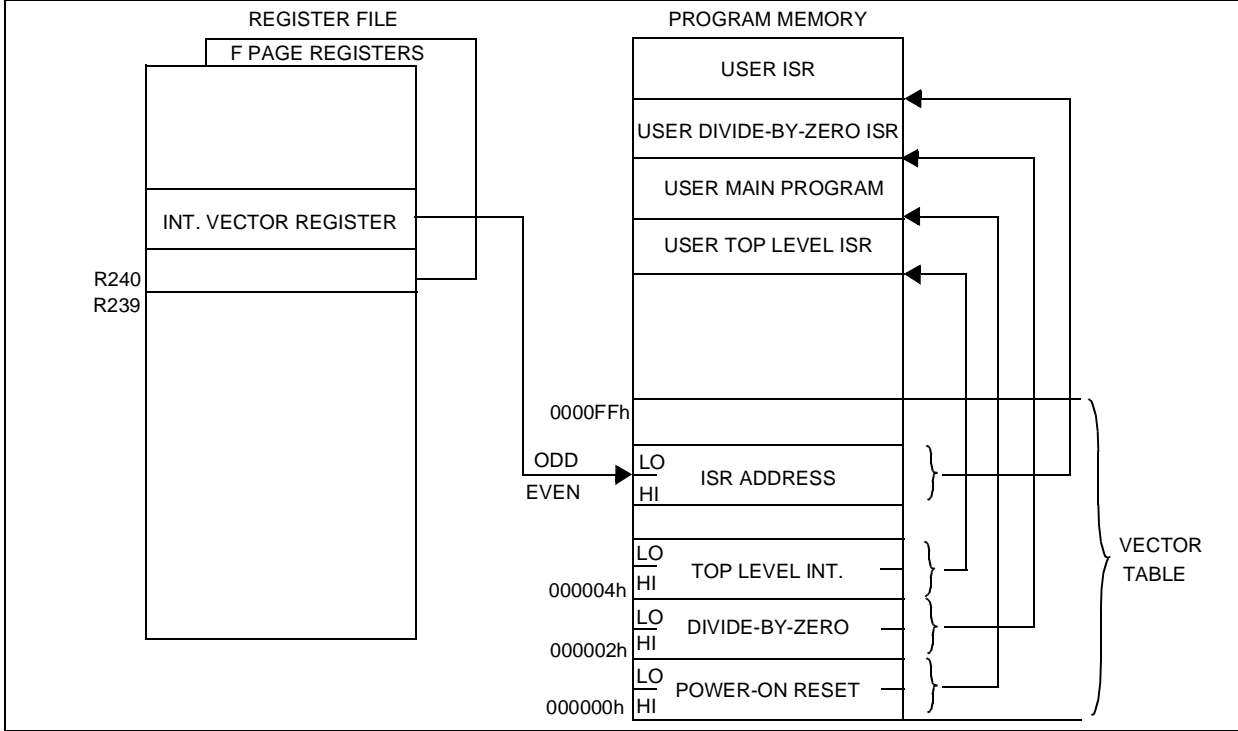 REGISTER FILE
F PAGE REGISTERS
INT. VECTOR REGISTER
R240
R239
PROGRAM MEMORY
USER ISR
USER DIVIDE-BY-ZERO ISR
USER MAIN PROGRAM
USER TOP LEVEL ISR
0000FFh
ODD
EVEN
LO
HI
ISR ADDRESS
LO
HI
TOP LEVEL INT.
000004h
LO
HI
DIVIDE-BY-ZERO
000002h
LO
HI
POWER-ON RESET
000000h
VECTOR
TABLE